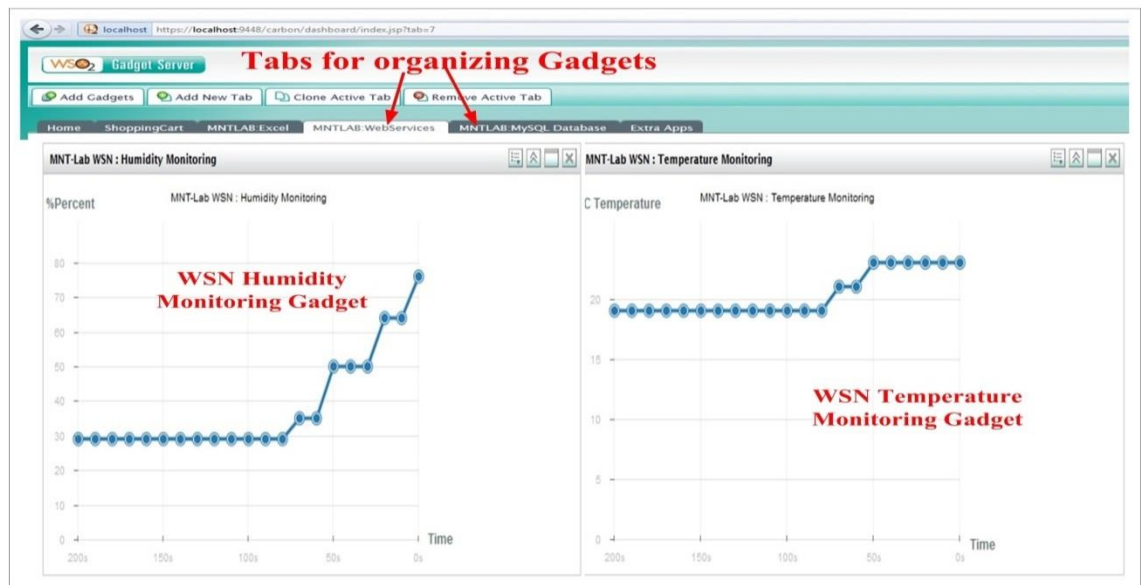 localhost https://localhost:9448/carbon/dashboard/index.jsp?tab=7
WSO2 Gadget Server
Tabs for organizing Gadgets
Add Gadgets Add New Tab Clone Active Tab Remove Active Tab
Home ShoppingCart MNTLAB:Excel MNTLAB:WebServices MNTLAB:MySQL Database Extra Apps
MNT-Lab WSN : Humidity Monitoring
%Percent
MNT-Lab WSN : Humidity Monitoring
80
70
60
50
40
30
20
10
0
WSN Humidity
Monitoring Gadget
200s 150s 100s 50s 0s
Time
MNT-Lab WSN : Temperature Monitoring
C Temperature
MNT-Lab WSN : Temperature Monitoring
20
15
10
5
0
WSN Temperature
Monitoring Gadget
200s 150s 100s 50s 0s
Time